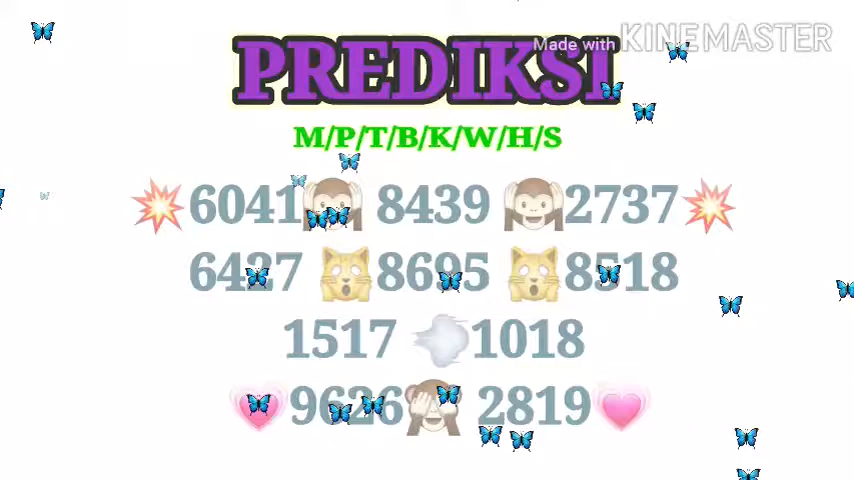 Made with KINEMASTER
PREDIKSI
M/P/T/B/K/W/H/S
💥6041🙉 8439 🙉2737💥
6427 🙀8695 🙀8518
1517 💨1018
💗9626🙈 2819💗